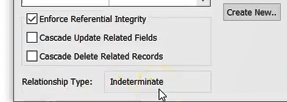 Enforce Referential Integrity
Create New..
Cascade Update Related Fields
Cascade Delete Related Records
Relationship Type: Indeterminate